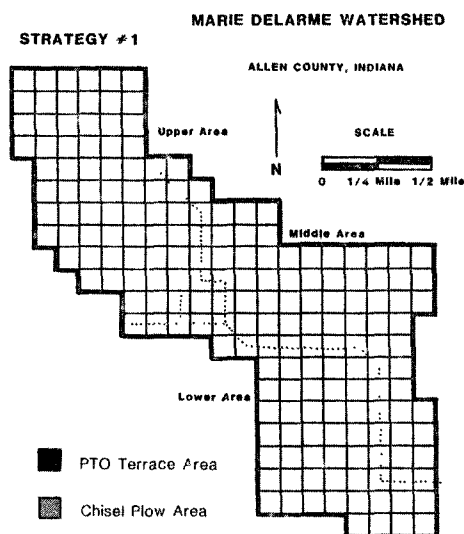 MARIE DELARME WATERSHED
STRATEGY #1
ALLEN COUNTY, INDIANA
Upper Area
SCALE
N
0 1/4 Mile 1/2 Mile
Middle Area
Lower Area
PTO Terrace Area
Chisel Plow Area